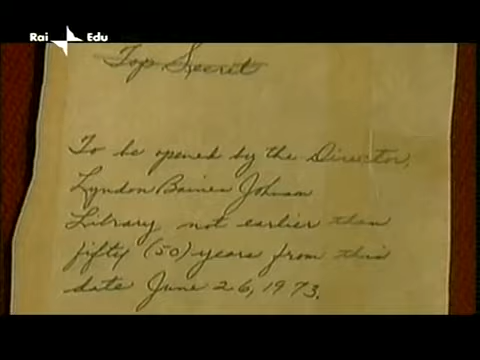 Rai Edu
Top Secret
To be opened by the Director,
Lyndon Baines Johnson
Library, not earlier than
fifty (50) years from this
date June 26, 1973.